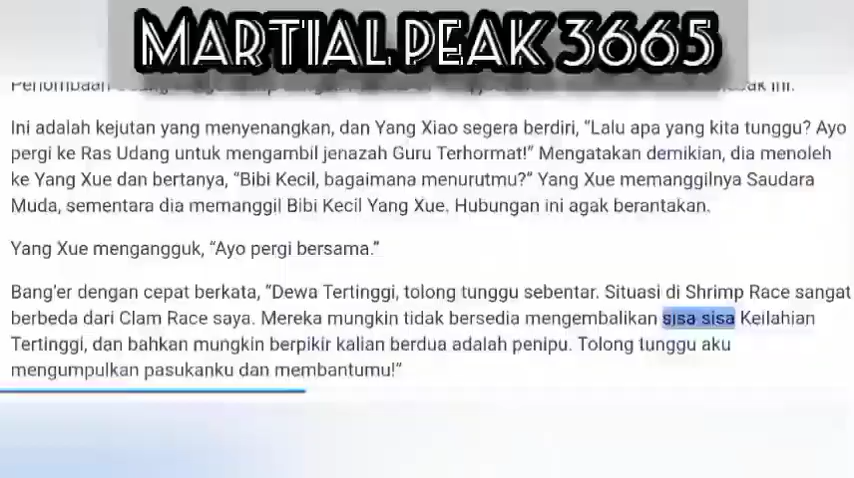 MARTIAL PEAK 3665
Ini adalah kejutan yang menyenangkan, dan Yang Xiao segera berdiri, “Lalu apa yang kita tunggu? Ayo
pergi ke Ras Udang untuk mengambil jenazah Guru Terhormat!” Mengatakan demikian, dia menoleh
ke Yang Xue dan bertanya, “Bibi Kecil, bagaimana menurutmu?” Yang Xue memanggilnya Saudara
Muda, sementara dia memanggil Bibi Kecil Yang Xue. Hubungan ini agak berantakan.
Yang Xue mengangguk, “Ayo pergi bersama.”
Bang’er dengan cepat berkata, “Dewa Tertinggi, tolong tunggu sebentar. Situasi di Shrimp Race sangat
berbeda dari Clam Race saya. Mereka mungkin tidak bersedia mengembalikan sisa sisa Keilahian
Tertinggi, dan bahkan mungkin berpikir kalian berdua adalah penipu. Tolong tunggu aku
mengumpulkan pasukanku dan membantumu!”